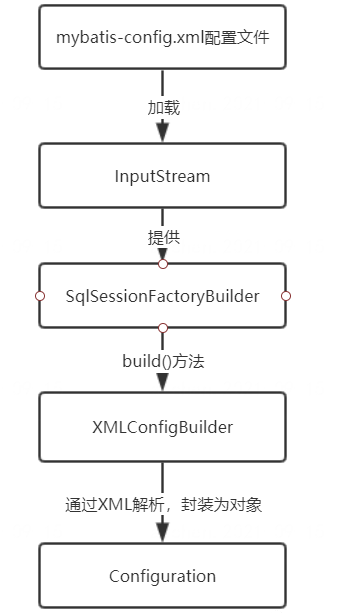 mybatis-config.xml配置文件
加载
InputStream
提供
SqlSessionFactoryBuilder
build()方法
XMLConfigBuilder
通过XML解析，封装为对象
Configuration